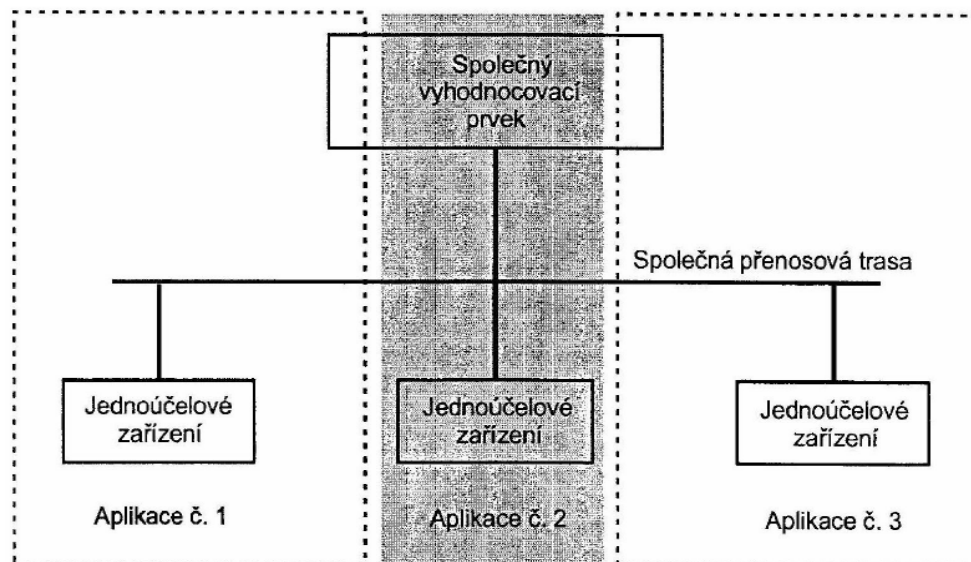 Společný
vyhodnocovací
prvek
Společná přenosová trasa
Jednoúčelové
zařízení
Jednoúčelové
zařízení
Jednoúčelové
zařízení
Aplikace č. 1
Aplikace č. 2
Aplikace č. 3